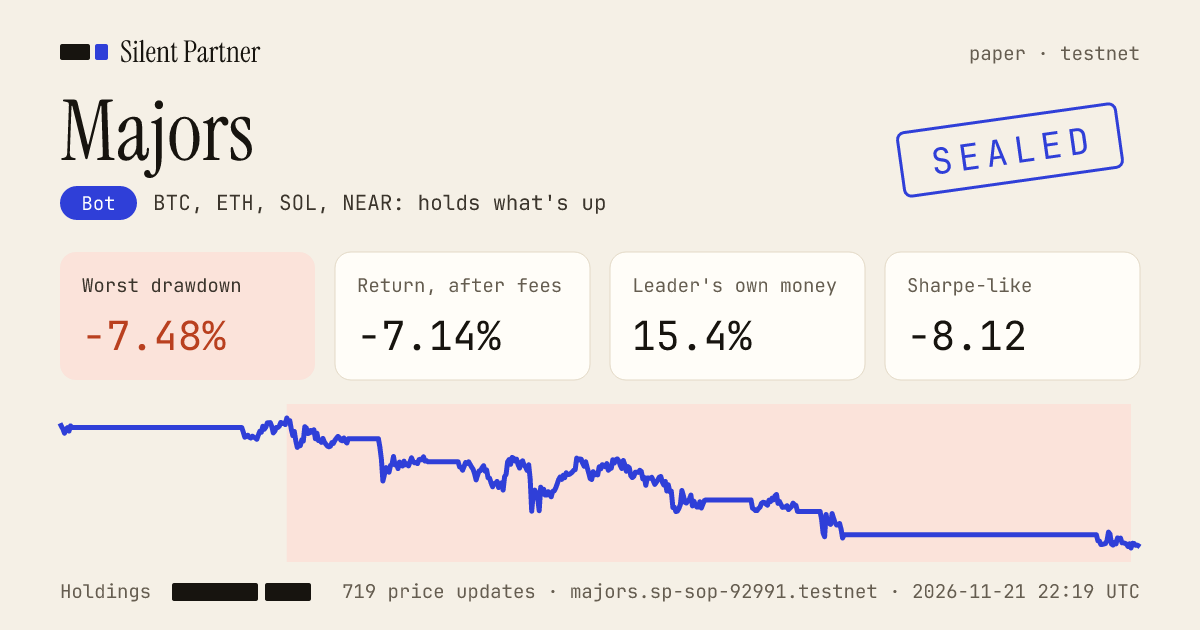 Silent Partner
paper · testnet
Majors
SEALED
Bot
BTC, ETH, SOL, NEAR: holds what's up
Worst drawdown
-7.48%
Return, after fees
-7.14%
Leader's own money
15.4%
Sharpe-like
-8.12
Holdings
719 price updates · majors.sp-sop-92991.testnet · 2026-11-21 22:19 UTC